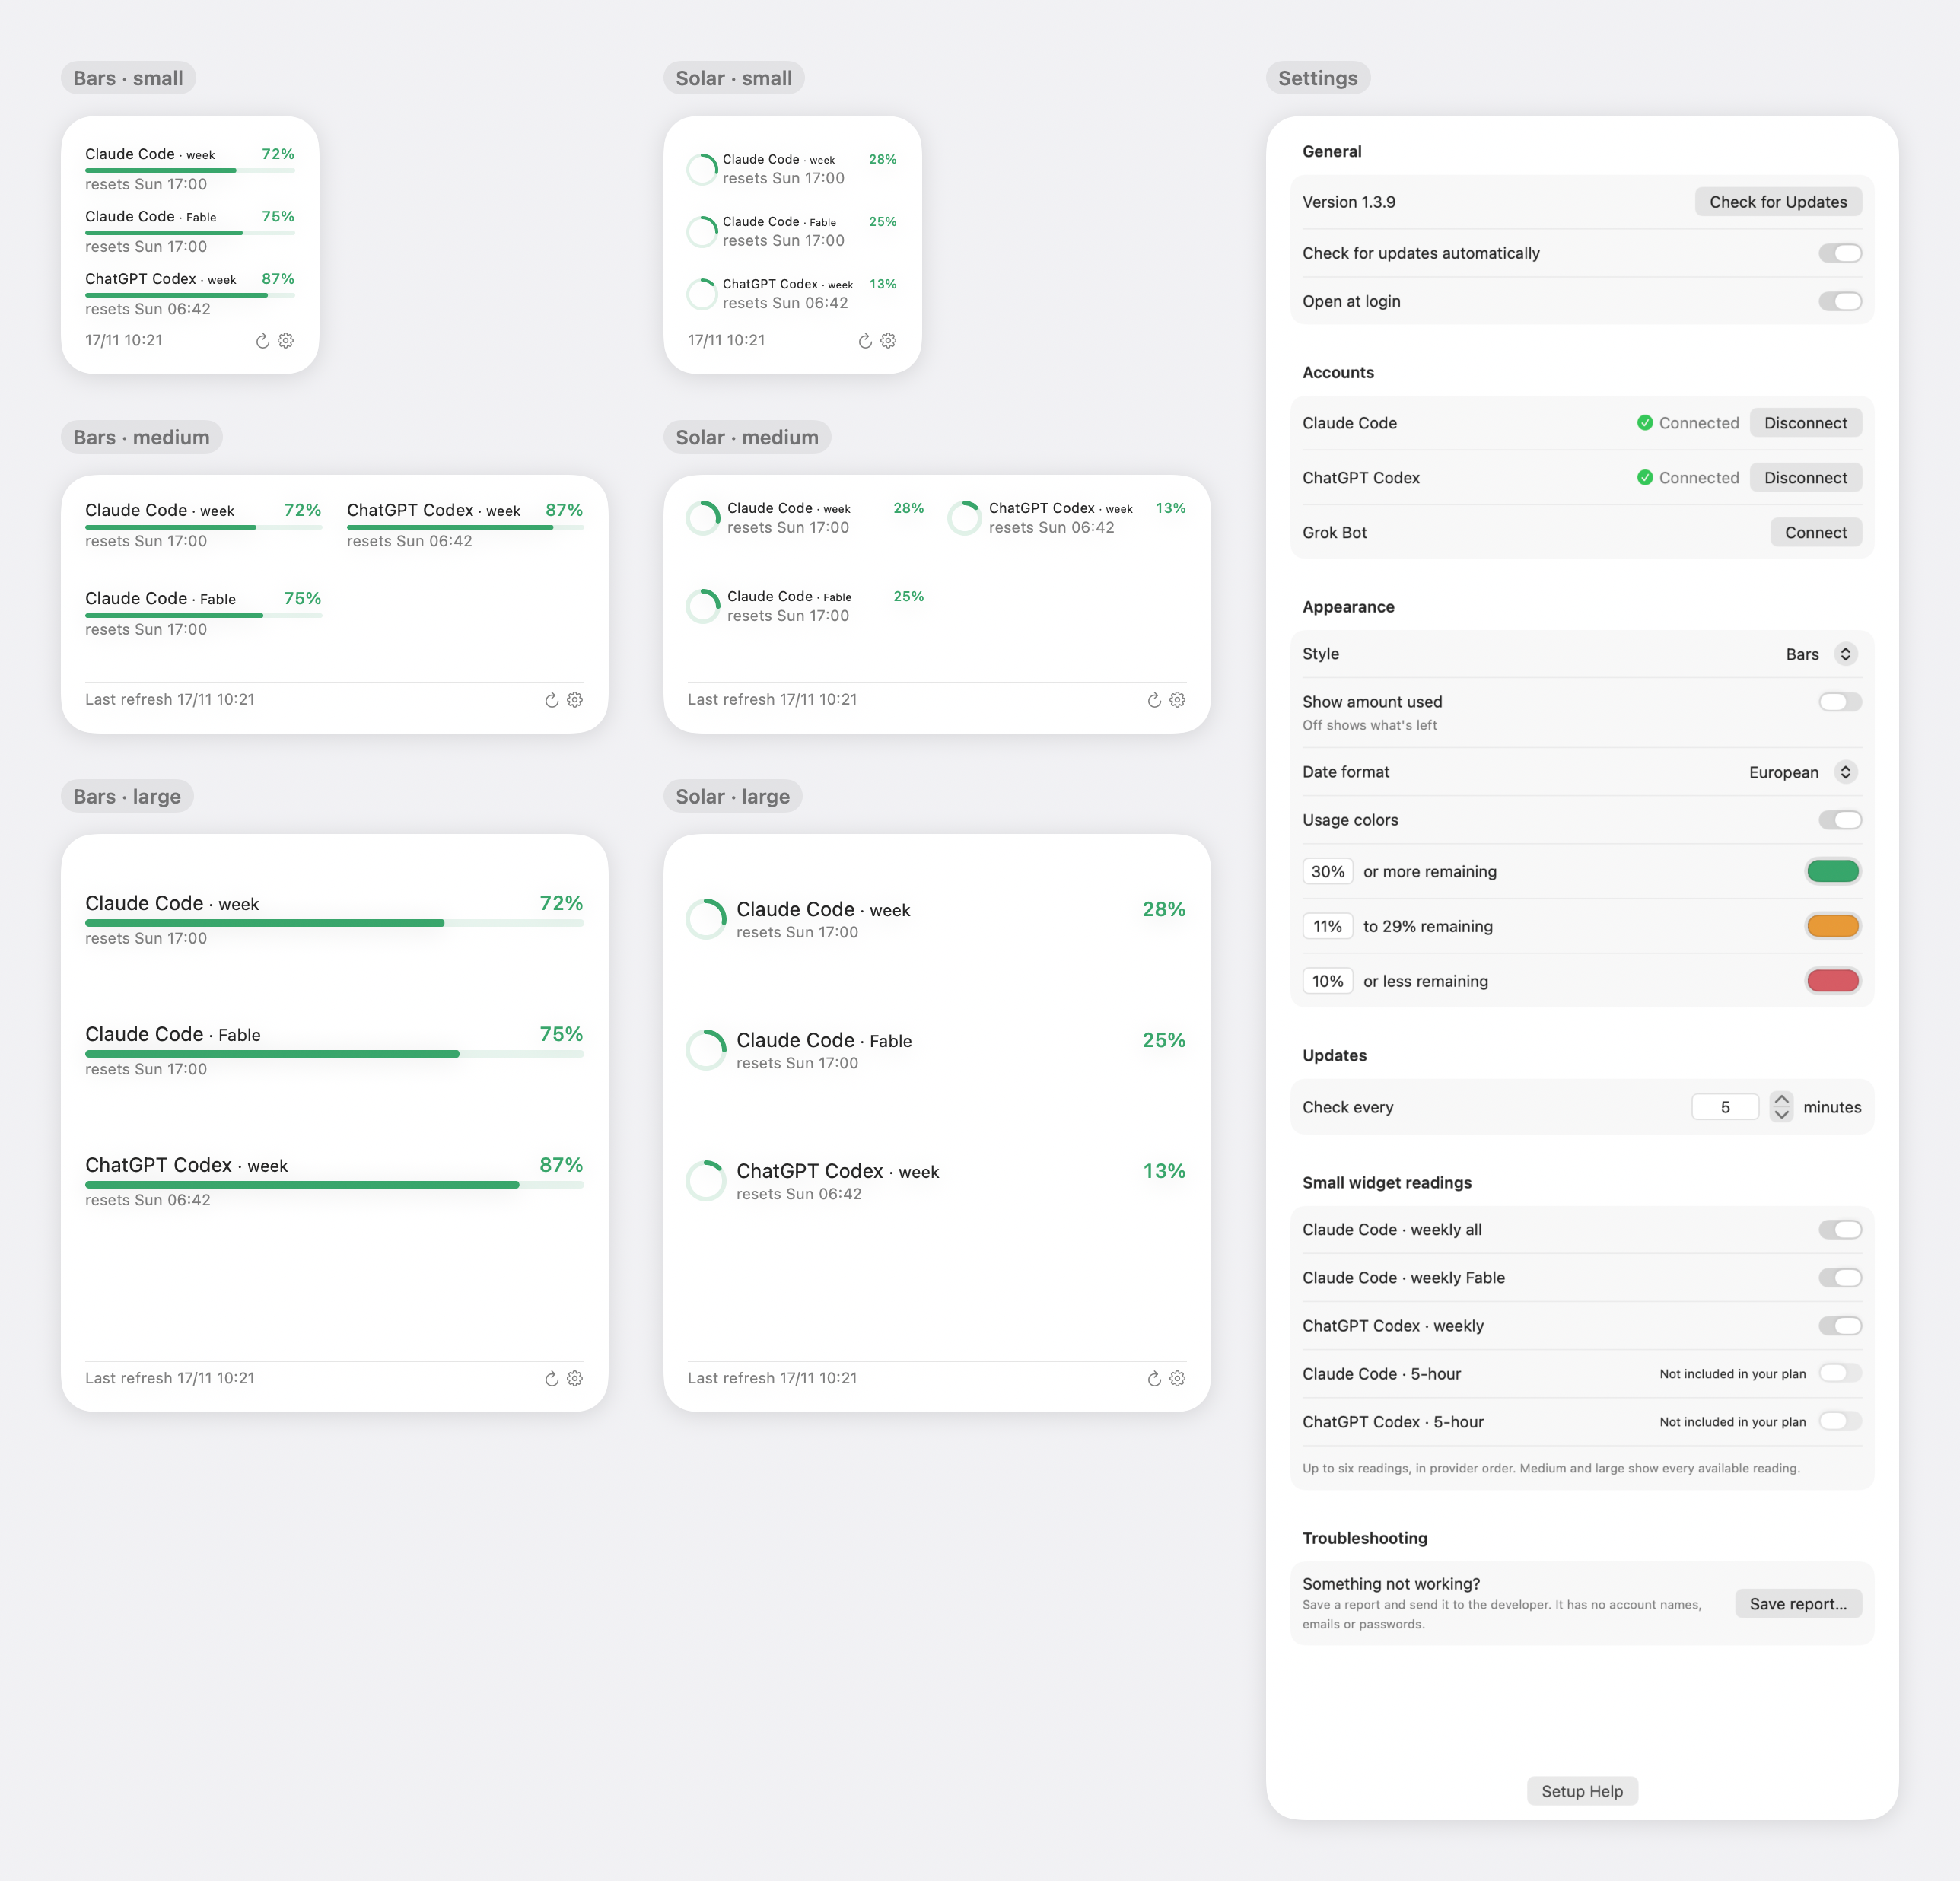 Bars · small
Claude Code · week 72%
resets Sun 17:00
Claude Code · Fable 75%
resets Sun 17:00
ChatGPT Codex · week 87%
resets Sun 06:42
17/11 10:21
Bars · medium
Claude Code · week 72%
resets Sun 17:00
ChatGPT Codex · week 87%
resets Sun 06:42
Claude Code · Fable 75%
resets Sun 17:00
Last refresh 17/11 10:21
Bars · large
Claude Code · week 72%
resets Sun 17:00
Claude Code · Fable 75%
resets Sun 17:00
ChatGPT Codex · week 87%
resets Sun 06:42
Last refresh 17/11 10:21
Solar · small
Claude Code · week 28%
resets Sun 17:00
Claude Code · Fable 25%
resets Sun 17:00
ChatGPT Codex · week 13%
resets Sun 06:42
17/11 10:21
Solar · medium
Claude Code · week 28%
resets Sun 17:00
ChatGPT Codex · week 13%
resets Sun 06:42
Claude Code · Fable 25%
resets Sun 17:00
Last refresh 17/11 10:21
Solar · large
Claude Code · week 28%
resets Sun 17:00
Claude Code · Fable 25%
resets Sun 17:00
ChatGPT Codex · week 13%
resets Sun 06:42
Last refresh 17/11 10:21
Settings
General
Version 1.3.9 Check for Updates
Check for updates automatically
Open at login
Accounts
Claude Code Connected Disconnect
ChatGPT Codex Connected Disconnect
Grok Bot Connect
Appearance
Style Bars
Show amount used
Off shows what's left
Date format European
Usage colors
30% or more remaining
11% to 29% remaining
10% or less remaining
Updates
Check every 5 minutes
Small widget readings
Claude Code · weekly all
Claude Code · weekly Fable
ChatGPT Codex · weekly
Claude Code · 5-hour Not included in your plan
ChatGPT Codex · 5-hour Not included in your plan
Up to six readings, in provider order. Medium and large show every available reading.
Troubleshooting
Something not working?
Save a report and send it to the developer. It has no account names,
emails or passwords.
Save report...
Setup Help